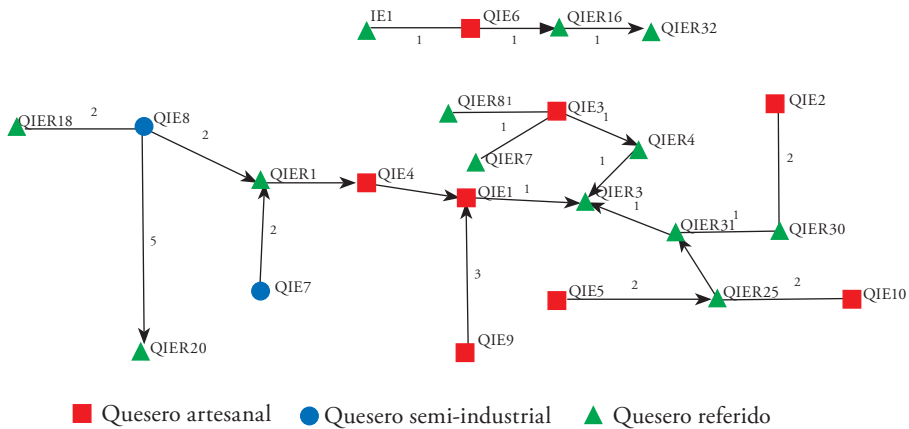 IE1 QIE6 QIER16
QIER32
1 1 1
QIER18 2 QIE8
2
QIER81 QIE3 1
1 QIER4
QIER7 1
QIE2
2
QIER1 QIE4
QIE1 1 QIER3
1
QIER31 1 QIER30
5 2
QIE7
3
QIE5 2 QIER25 2 QIE10
QIER20
QIE9
Quesero artesanal Quesero semi-industrial Quesero referido